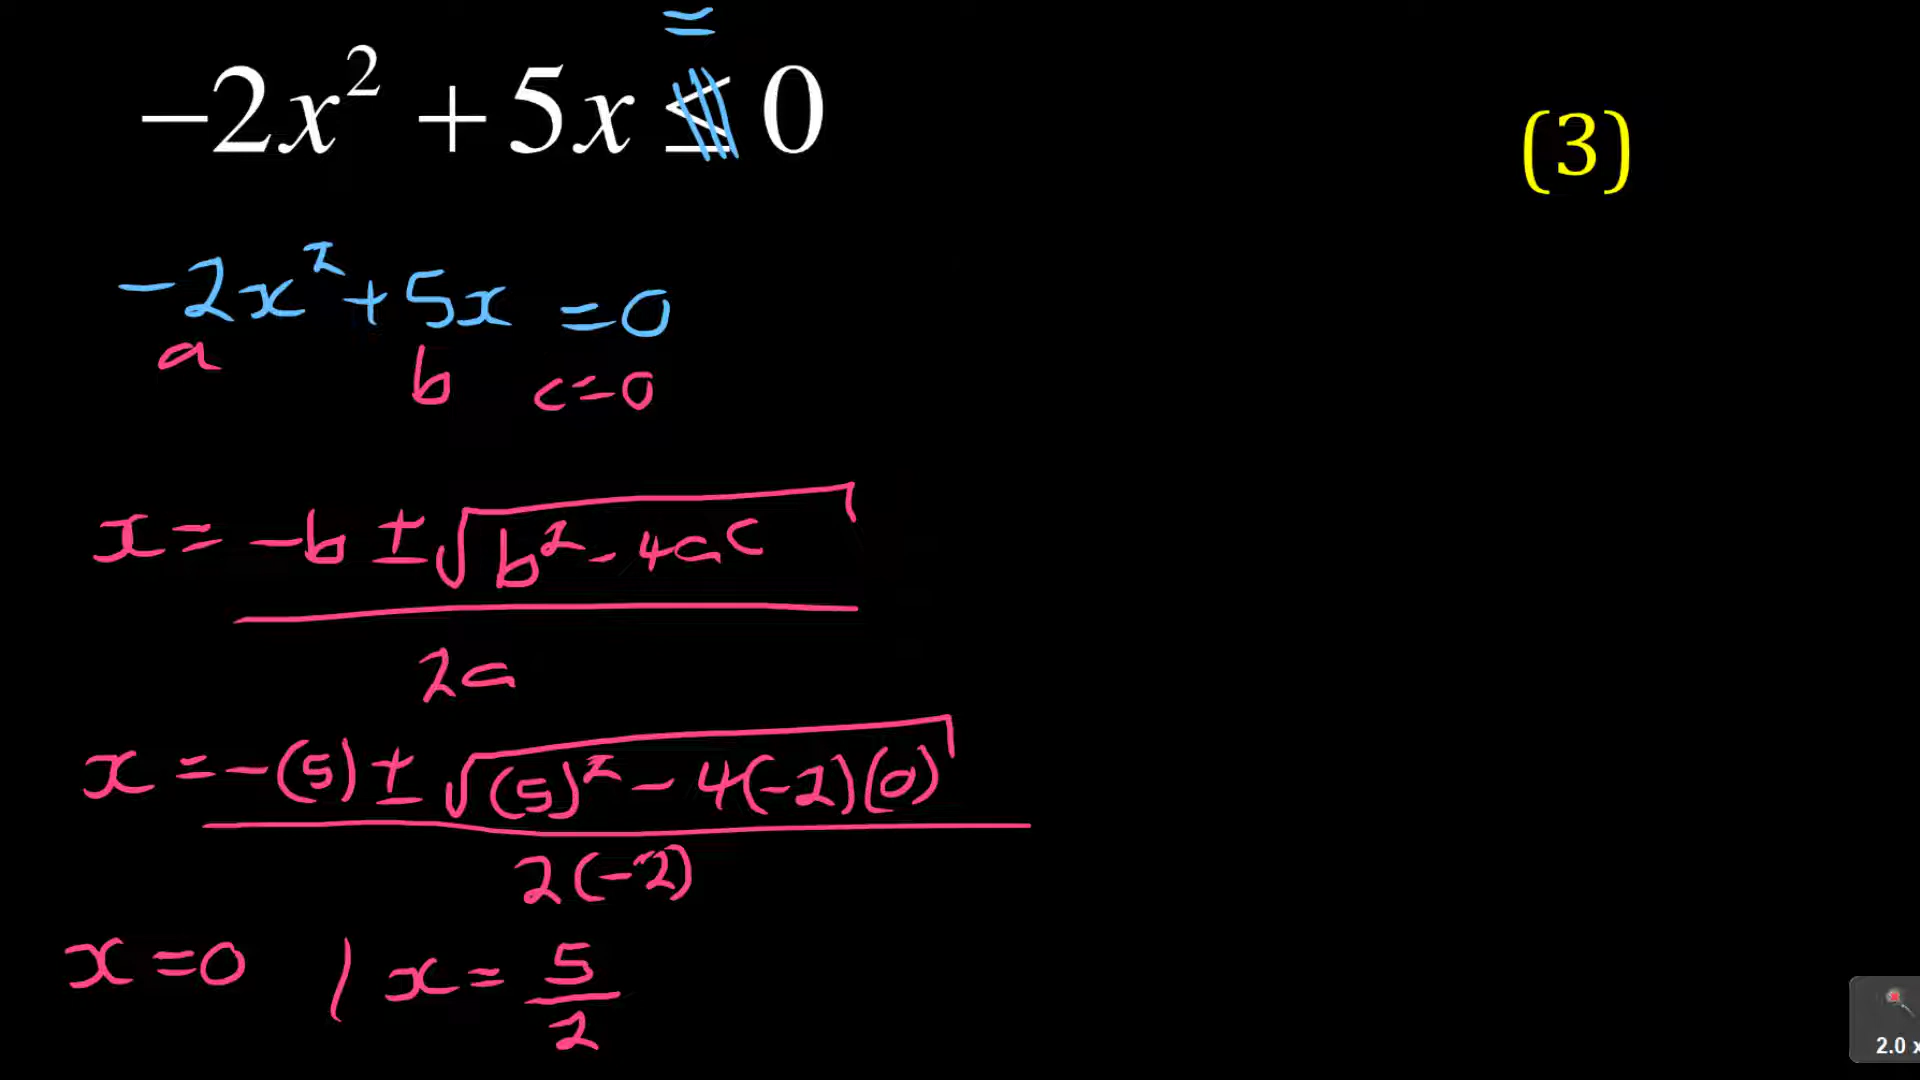 −2x² + 5x ≤ 0
=
(3)
−2x² + 5x = 0
a b c=0
x = −b ± √b² − 4ac
2a
x = −(5) ± √(5)² − 4(−2)(0)
2(−2)
x = 0 / x = 5/2
2.0 x